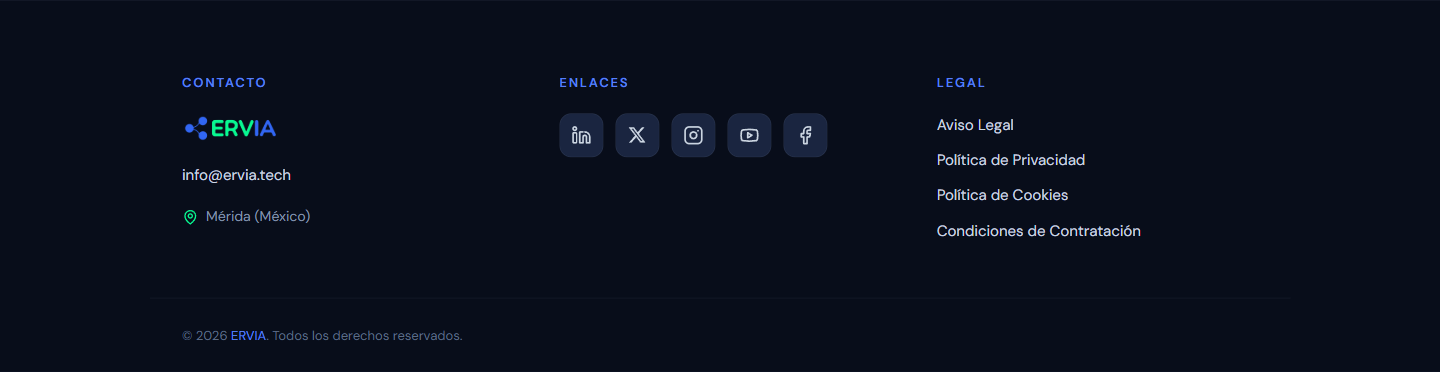 CONTACTO
ERVIA
info@ervia.tech
Mérida (México)
ENLACES
LEGAL
Aviso Legal
Política de Privacidad
Política de Cookies
Condiciones de Contratación
© 2026 ERVIA. Todos los derechos reservados.